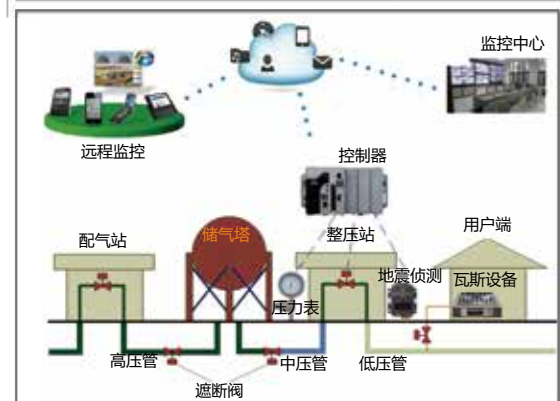 监控中心
远程监控
控制器
配气站
储气塔
整压站
用户端
地震侦测
瓦斯设备
压力表
高压管
中压管
低压管
遮断阀